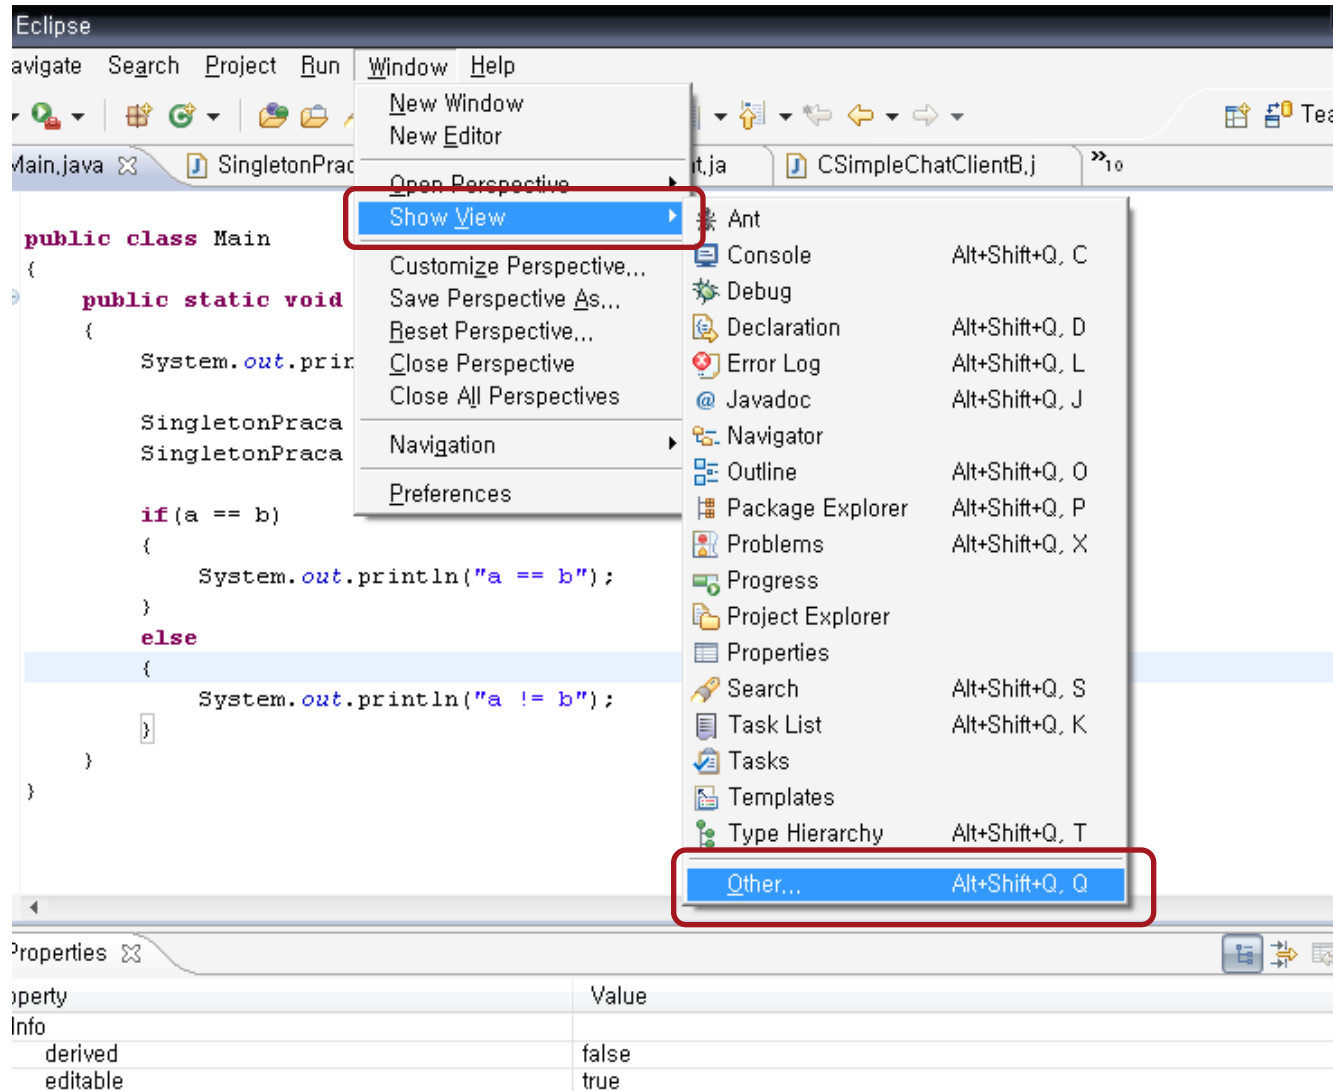 Eclipse
avigate Search Project Run Window Help
Tea
Main.java SingletonPrac t.ja CSimpleChatClientB.j »10
New Window
New Editor
Open Perspective
Show View
Customize Perspective...
Save Perspective As...
Reset Perspective...
Close Perspective
Close All Perspectives
Navigation
Preferences
Ant
Console Alt+Shift+Q, C
Debug
Declaration Alt+Shift+Q, D
Error Log Alt+Shift+Q, L
Javadoc Alt+Shift+Q, J
Navigator
Outline Alt+Shift+Q, O
Package Explorer Alt+Shift+Q, P
Problems Alt+Shift+Q, X
Progress
Project Explorer
Properties
Search Alt+Shift+Q, S
Task List Alt+Shift+Q, K
Tasks
Templates
Type Hierarchy Alt+Shift+Q, T
Other... Alt+Shift+Q, Q
public class Main
{
public static void
{
System.out.prin
SingletonPraca
SingletonPraca
if(a == b)
{
System.out.println("a == b");
}
else
{
System.out.println("a != b");
}
}
}
Properties
operty Value
Info
derived false
editable true